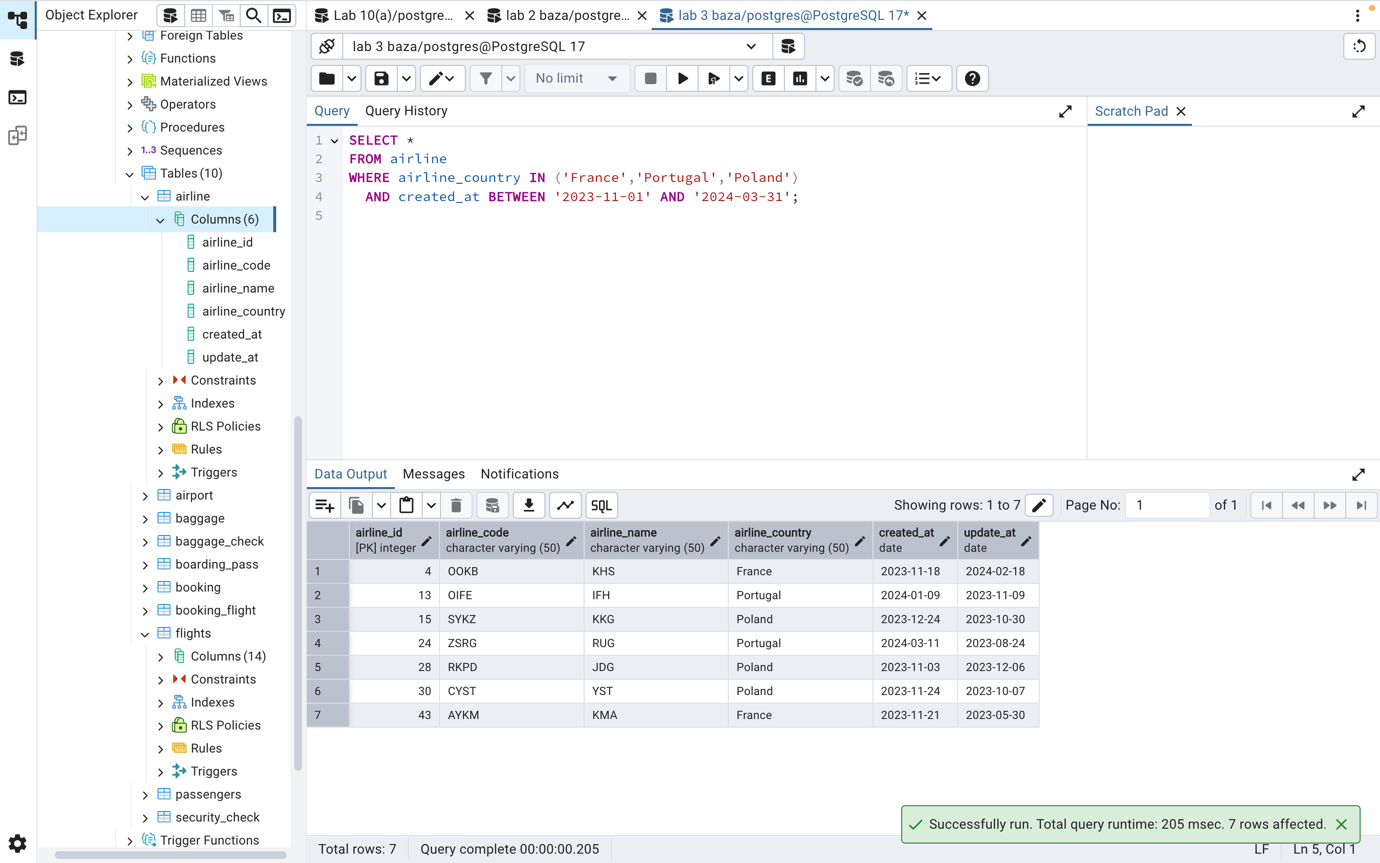 Object Explorer
Lab 10(a)/postgre...
lab 2 baza/postgre...
lab 3 baza/postgres@PostgreSQL 17*
lab 3 baza/postgres@PostgreSQL 17
No limit
E
Query
Query History
Scratch Pad
1 SELECT *
2 FROM airline
3 WHERE airline_country IN ('France','Portugal','Poland')
4 AND created_at BETWEEN '2023-11-01' AND '2024-03-31';
5
Foreign Tables
Functions
Materialized Views
Operators
Procedures
1..3 Sequences
Tables (10)
airline
Columns (6)
airline_id
airline_code
airline_name
airline_country
created_at
update_at
Constraints
Indexes
RLS Policies
Rules
Triggers
airport
baggage
baggage_check
boarding_pass
booking
booking_flight
flights
Columns (14)
Constraints
Indexes
RLS Policies
Rules
Triggers
passengers
security_check
Trigger Functions
Data Output
Messages
Notifications
SQL
Showing rows: 1 to 7
Page No: 1 of 1
airline_id airline_code airline_name airline_country created_at update_at
[PK] integer character varying (50) character varying (50) character varying (50) date date
1 4 OOKB KHS France 2023-11-18 2024-02-18
2 13 OIFE IFH Portugal 2024-01-09 2023-11-09
3 15 SYKZ KKG Poland 2023-12-24 2023-10-30
4 24 ZSRG RUG Portugal 2024-03-11 2023-08-24
5 28 RKPD JDG Poland 2023-11-03 2023-12-06
6 30 CYST YST Poland 2023-11-24 2023-10-07
7 43 AYKM KMA France 2023-11-21 2023-05-30
Successfully run. Total query runtime: 205 msec. 7 rows affected.
Total rows: 7
Query complete 00:00:00.205
LF
Ln 5, Col 1